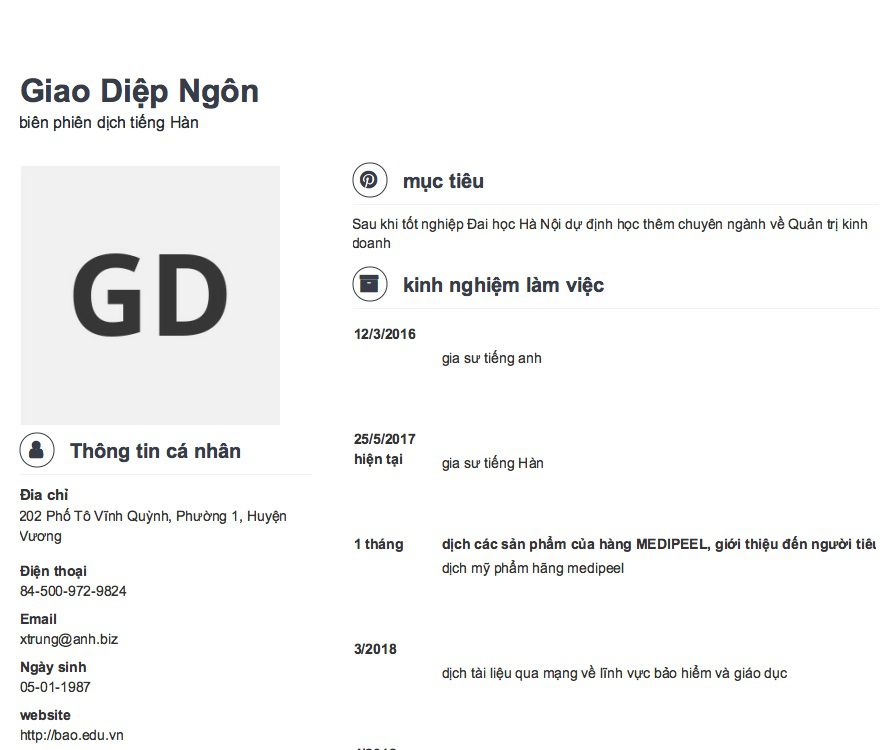 Giao Diệp Ngôn
biên phiên dịch tiếng Hàn
GD
Thông tin cá nhân
Đia chỉ
202 Phố Tô Vĩnh Quỳnh, Phường 1, Huyện
Vương
Điện thoại
84-500-972-9824
Email
xtrung@anh.biz
Ngày sinh
05-01-1987
website
http://bao.edu.vn
mục tiêu
Sau khi tốt nghiệp Đai học Hà Nội dự định học thêm chuyên ngành về Quản trị kinh
doanh
kinh nghiệm làm việc
12/3/2016
gia sư tiếng anh
25/5/2017
hiện tại
gia sư tiếng Hàn
1 tháng
dịch các sản phẩm của hàng MEDIPEEL, giới thiệu đến người
dịch mỹ phẩm hãng medipeel
3/2018
dịch tài liệu qua mạng về lĩnh vực bảo hiểm và giáo dục